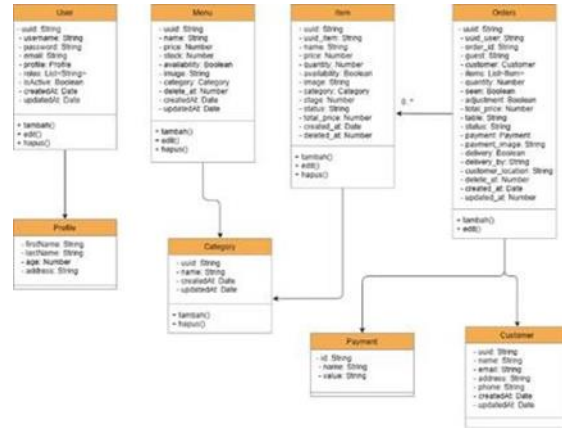 User
- uuid: String
- username: String
- password: String
- email: String
- profile: Profile
- roles: List<String>
- isActive: Boolean
- createdAt: Date
- updatedAt: Date
+ tambah()
+ edit()
+ hapus()
Menu
- uuid: String
- name: String
- price: Number
- stock: Number
- availability: Boolean
- image: String
- category: Category
- delete_at: Number
- createdAt: Date
- updatedAt: Date
+ tambah()
+ edit()
+ hapus()
Item
- uuid: String
- uuid_item: String
- name: String
- price: Number
- quantity: Number
- availability: Boolean
- image: String
- category: Category
- stage: Number
- status: String
- total_price: Number
- created_at: Date
- deleted_at: Number
+ tambah()
+ edit()
+ hapus()
0..*
Orders
- uuid: String
- uuid_user: String
- order_id: String
- guest: String
- customer: Customer
- items: List<Item>
- quantity: Number
- seen: Boolean
- adjustment: Boolean
- total_price: Number
- table: String
- status: String
- payment: Payment
- payment_image: String
- delivery: Boolean
- delivery_by: String
- customer_location: String
- delete_at: Number
- created_at: Date
- updated_at: Number
+ tambah()
+ edit()
Profile
- firstName: String
- lastName: String
- age: Number
- address: String
Category
- uuid: String
- name: String
- createdAt: Date
- updatedAt: Date
+ tambah()
+ hapus()
Payment
- id: String
- name: String
- value: String
Customer
- uuid: String
- name: String
- email: String
- address: String
- phone: String
- createdAt: Date
- updatedAt: Date